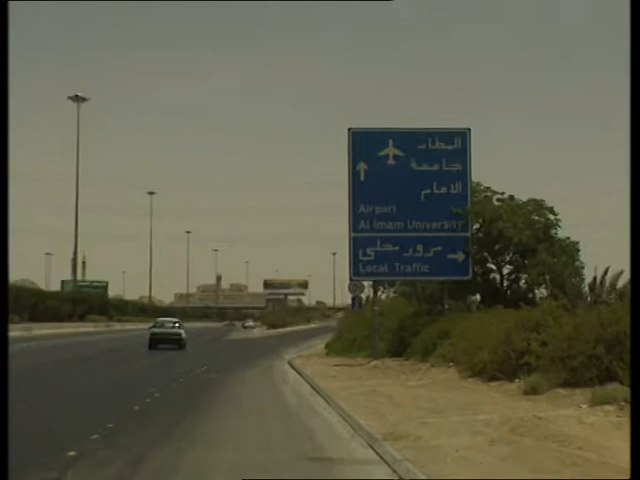 المطار
جامعة
الامام
Airport
Al Imam University
مرور محلي
Local Traffic